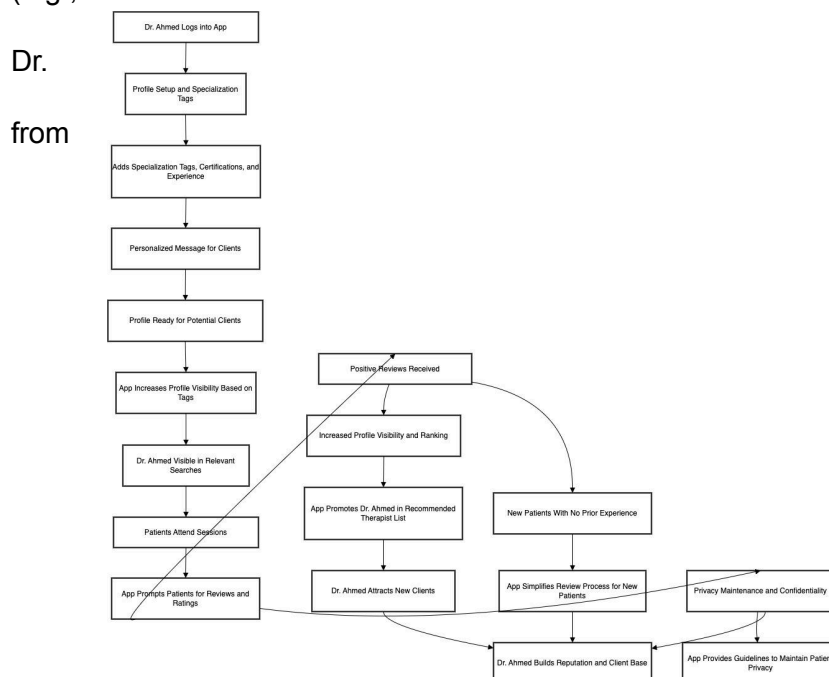 Dr.
from
Dr. Ahmed Logs into App
Profile Setup and Specialization
Tags
Adds Specialization Tags, Certifications, and
Experience
Personalized Message for Clients
Profile Ready for Potential Clients
App Increases Profile Visibility Based on
Tags
Dr. Ahmed Visible in Relevant
Searches
Patients Attend Sessions
App Prompts Patients for Reviews and
Ratings
Positive Reviews Received
Increased Profile Visibility and Ranking
App Promotes Dr. Ahmed in Recommended
Therapist List
Dr. Ahmed Attracts New Clients
New Patients With No Prior Experience
App Simplifies Review Process for New
Patients
Privacy Maintenance and Confidentiality
Dr. Ahmed Builds Reputation and Client Base
App Provides Guidelines to Maintain Patient
Privacy